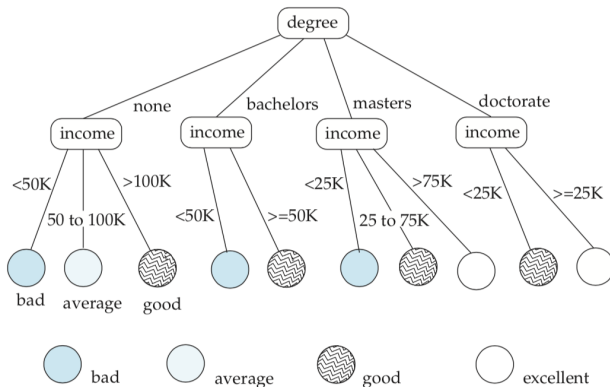 degree
none
bachelors
masters
doctorate
income
income
income
income
<50K
>100K
<25K
>75K
<25K
>=25K
50 to 100K
<50K
>=50K
25 to 75K
bad
average
good
bad
average
good
excellent